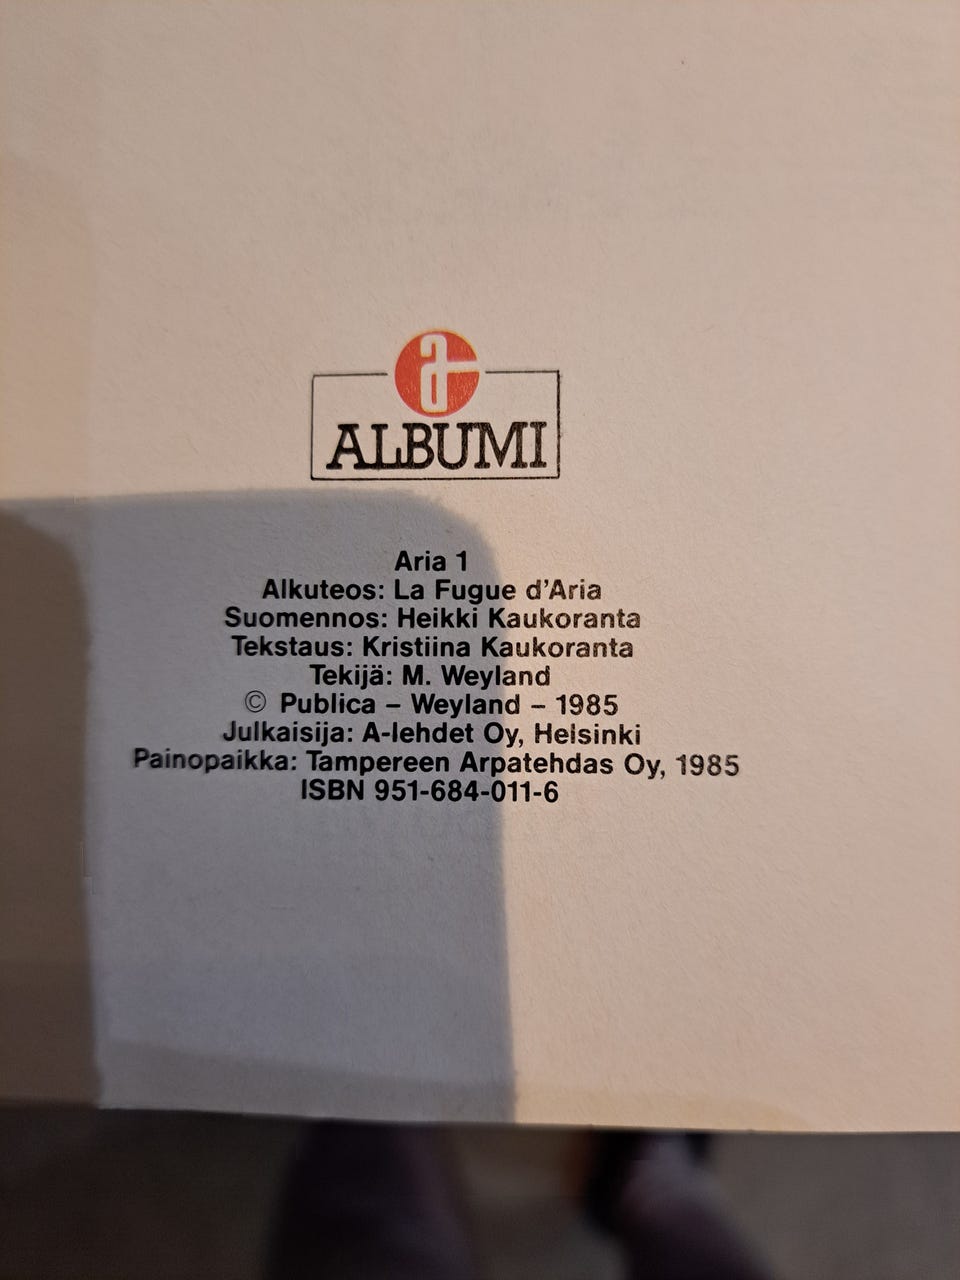 a
ALBUMI
Aria 1
Alkuteos: La Fugue d'Aria
Suomennos: Heikki Kaukoranta
Tekstaus: Kristiina Kaukoranta
Tekijä: M. Weyland
© Publica – Weyland – 1985
Julkaisija: A-lehdet Oy, Helsinki
Painopaikka: Tampereen Arpatehdas Oy, 1985
ISBN 951-684-011-6